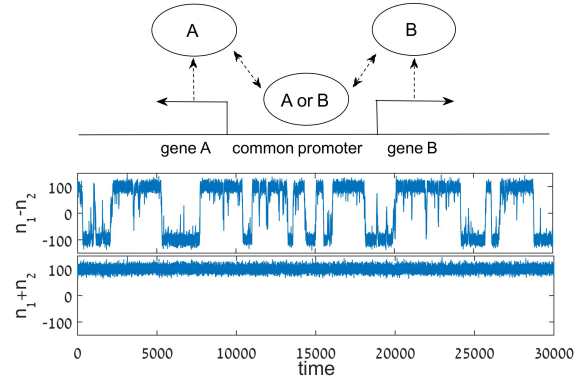 A
B
A or B
gene A common promoter gene B
n₁-n₂
100
0
-100
n₁+n₂
100
0
-100
0 5000 10000 15000 20000 25000 30000
time